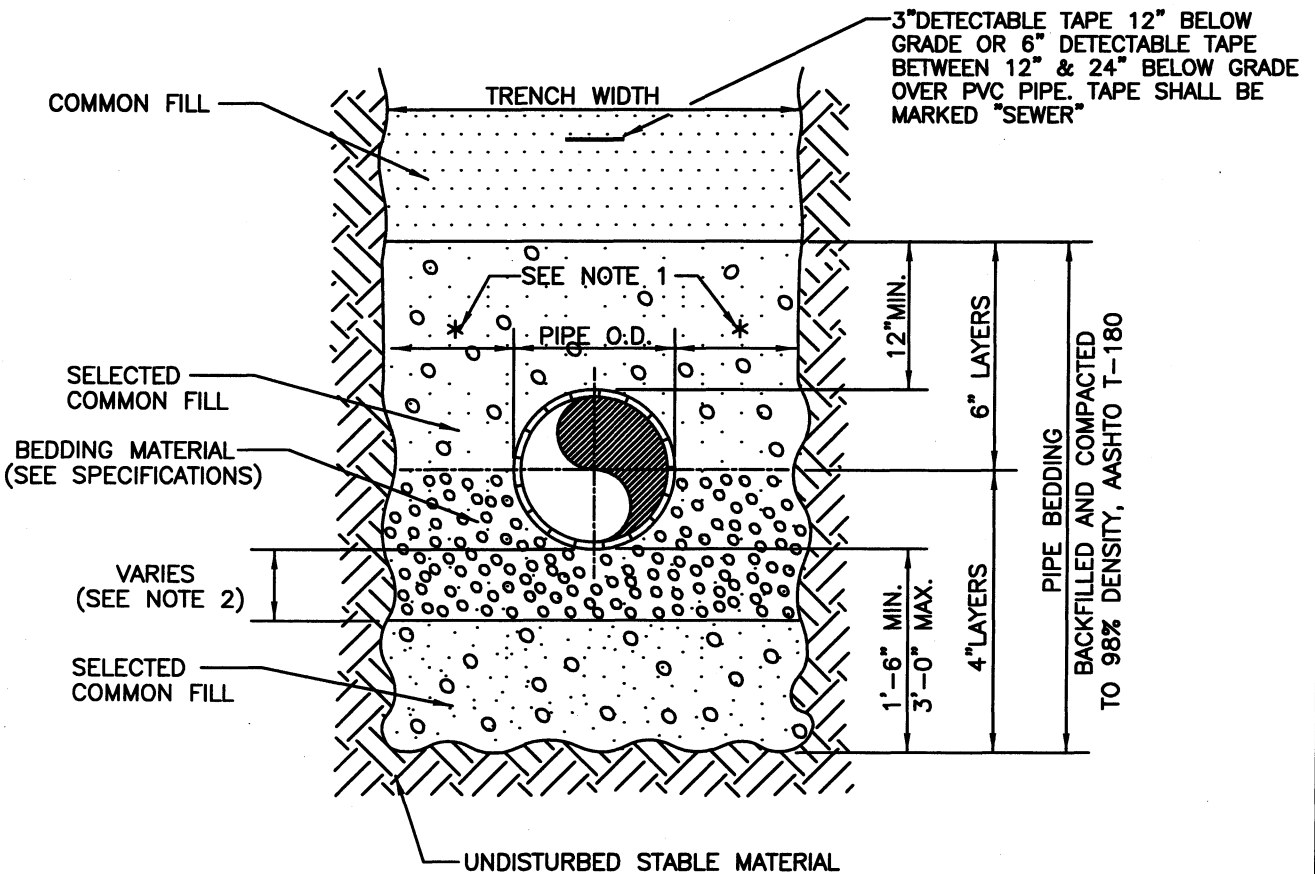 3"DETECTABLE TAPE 12" BELOW
GRADE OR 6" DETECTABLE TAPE
BETWEEN 12" & 24" BELOW GRADE
OVER PVC PIPE. TAPE SHALL BE
MARKED "SEWER"
COMMON FILL
TRENCH WIDTH
SEE NOTE 1
* *
PIPE O.D.
12"MIN.
6" LAYERS
SELECTED
COMMON FILL
BEDDING MATERIAL
(SEE SPECIFICATIONS)
VARIES
(SEE NOTE 2)
SELECTED
COMMON FILL
1'-6" MIN.
3'-0" MAX.
4"LAYERS
PIPE BEDDING
BACKFILLED AND COMPACTED
TO 98% DENSITY, AASHTO T-180
UNDISTURBED STABLE MATERIAL